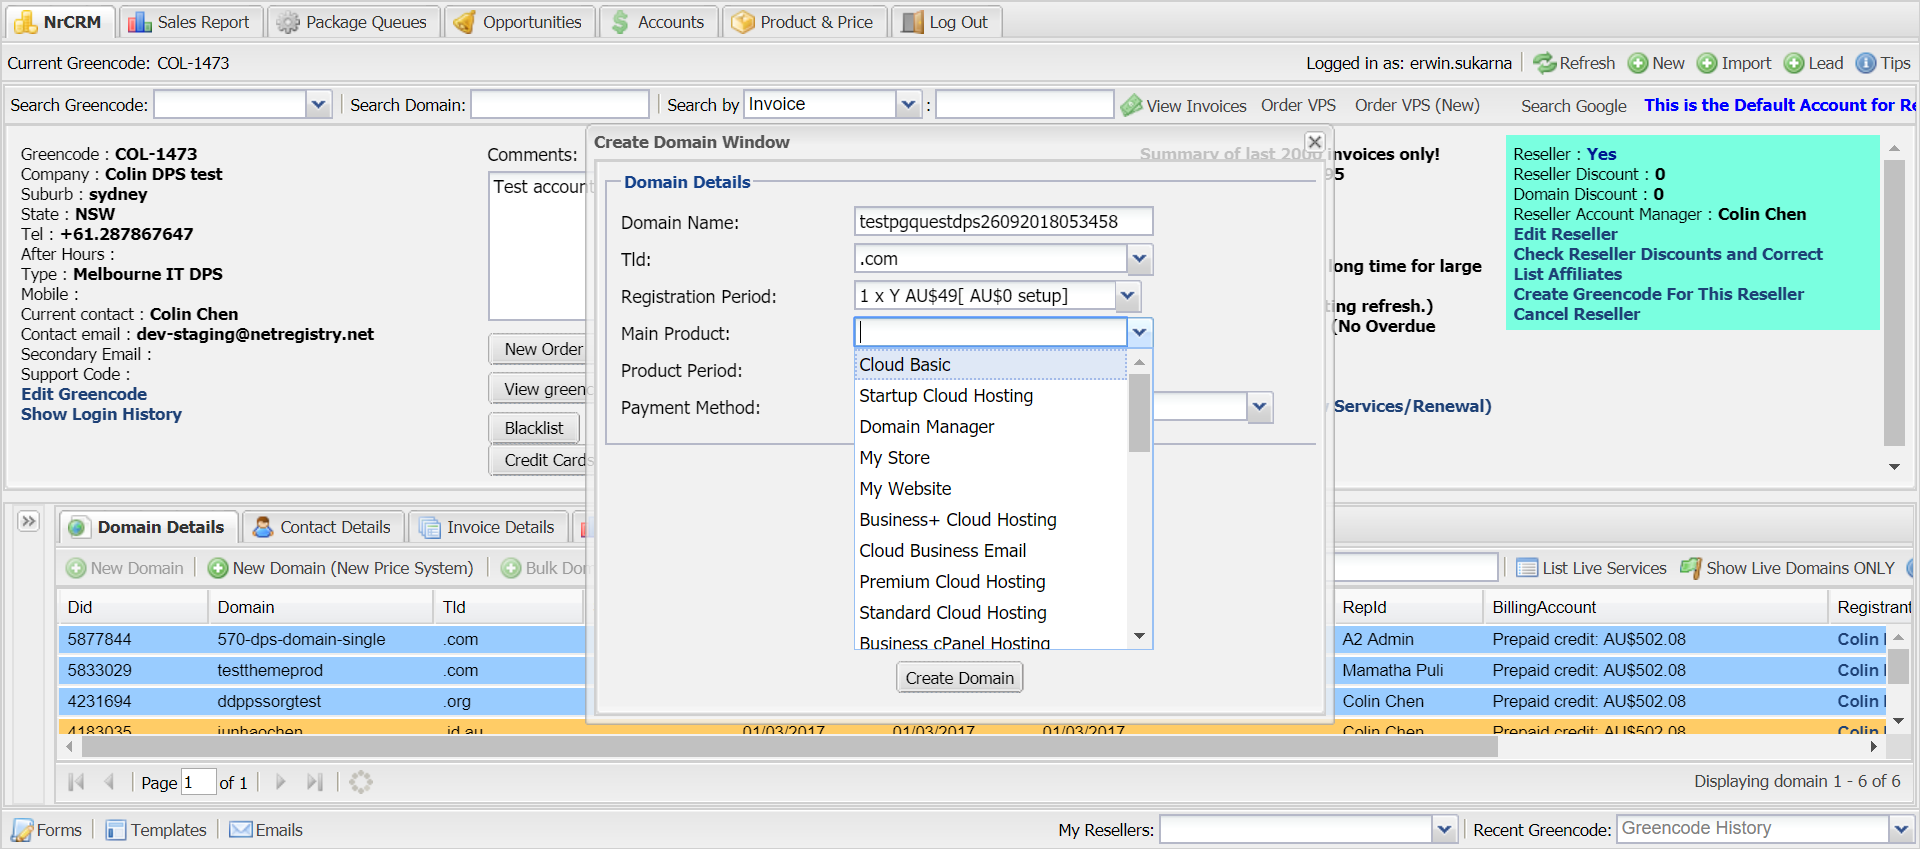 NrCRM Sales Report Package Queues Opportunities Accounts Product & Price Log Out
Current Greencode: COL-1473 Logged in as: erwin.sukarna Refresh New Import Lead Tips
Search Greencode: Search Domain: Search by Invoice : View Invoices Order VPS Order VPS (New) Search Google This is the Default Account for Re
Greencode : COL-1473
Company : Colin DPS test
Suburb : sydney
State : NSW
Tel : +61.287867647
After Hours :
Type : Melbourne IT DPS
Mobile :
Current contact : Colin Chen
Contact email : dev-staging@netregistry.net
Secondary Email :
Support Code :
Edit Greencode
Show Login History
Comments:
Test account
New Order
View greenc
Blacklist
Credit Cards
Create Domain Window
Summary of last 2000 invoices only!
95
long time for large
ting refresh.)
(No Overdue
Services/Renewal)
Domain Details
Domain Name: testpgquestdps26092018053458
Tld: .com
Registration Period: 1 x Y AU$49[ AU$0 setup]
Main Product:
Product Period:
Payment Method:
Cloud Basic
Startup Cloud Hosting
Domain Manager
My Store
My Website
Business+ Cloud Hosting
Cloud Business Email
Premium Cloud Hosting
Standard Cloud Hosting
Business cPanel Hosting
Create Domain
Reseller : Yes
Reseller Discount : 0
Domain Discount : 0
Reseller Account Manager : Colin Chen
Edit Reseller
Check Reseller Discounts and Correct
List Affiliates
Create Greencode For This Reseller
Cancel Reseller
Domain Details Contact Details Invoice Details
New Domain New Domain (New Price System) Bulk Dom List Live Services Show Live Domains ONLY
Did Domain Tld RepId BillingAccount Registrant
5877844 570-dps-domain-single .com A2 Admin Prepaid credit: AU$502.08 Colin
5833029 testthemeprod .com Mamatha Puli Prepaid credit: AU$502.08 Colin
4231694 ddppssorgtest .org Colin Chen Prepaid credit: AU$502.08 Colin
4183035 junhaochen .id.au 01/03/2017 01/03/2017 01/03/2017 Colin Chen Prepaid credit: AU$502.08 Colin
Page 1 of 1 Displaying domain 1 - 6 of 6
Forms Templates Emails My Resellers: Recent Greencode: Greencode History